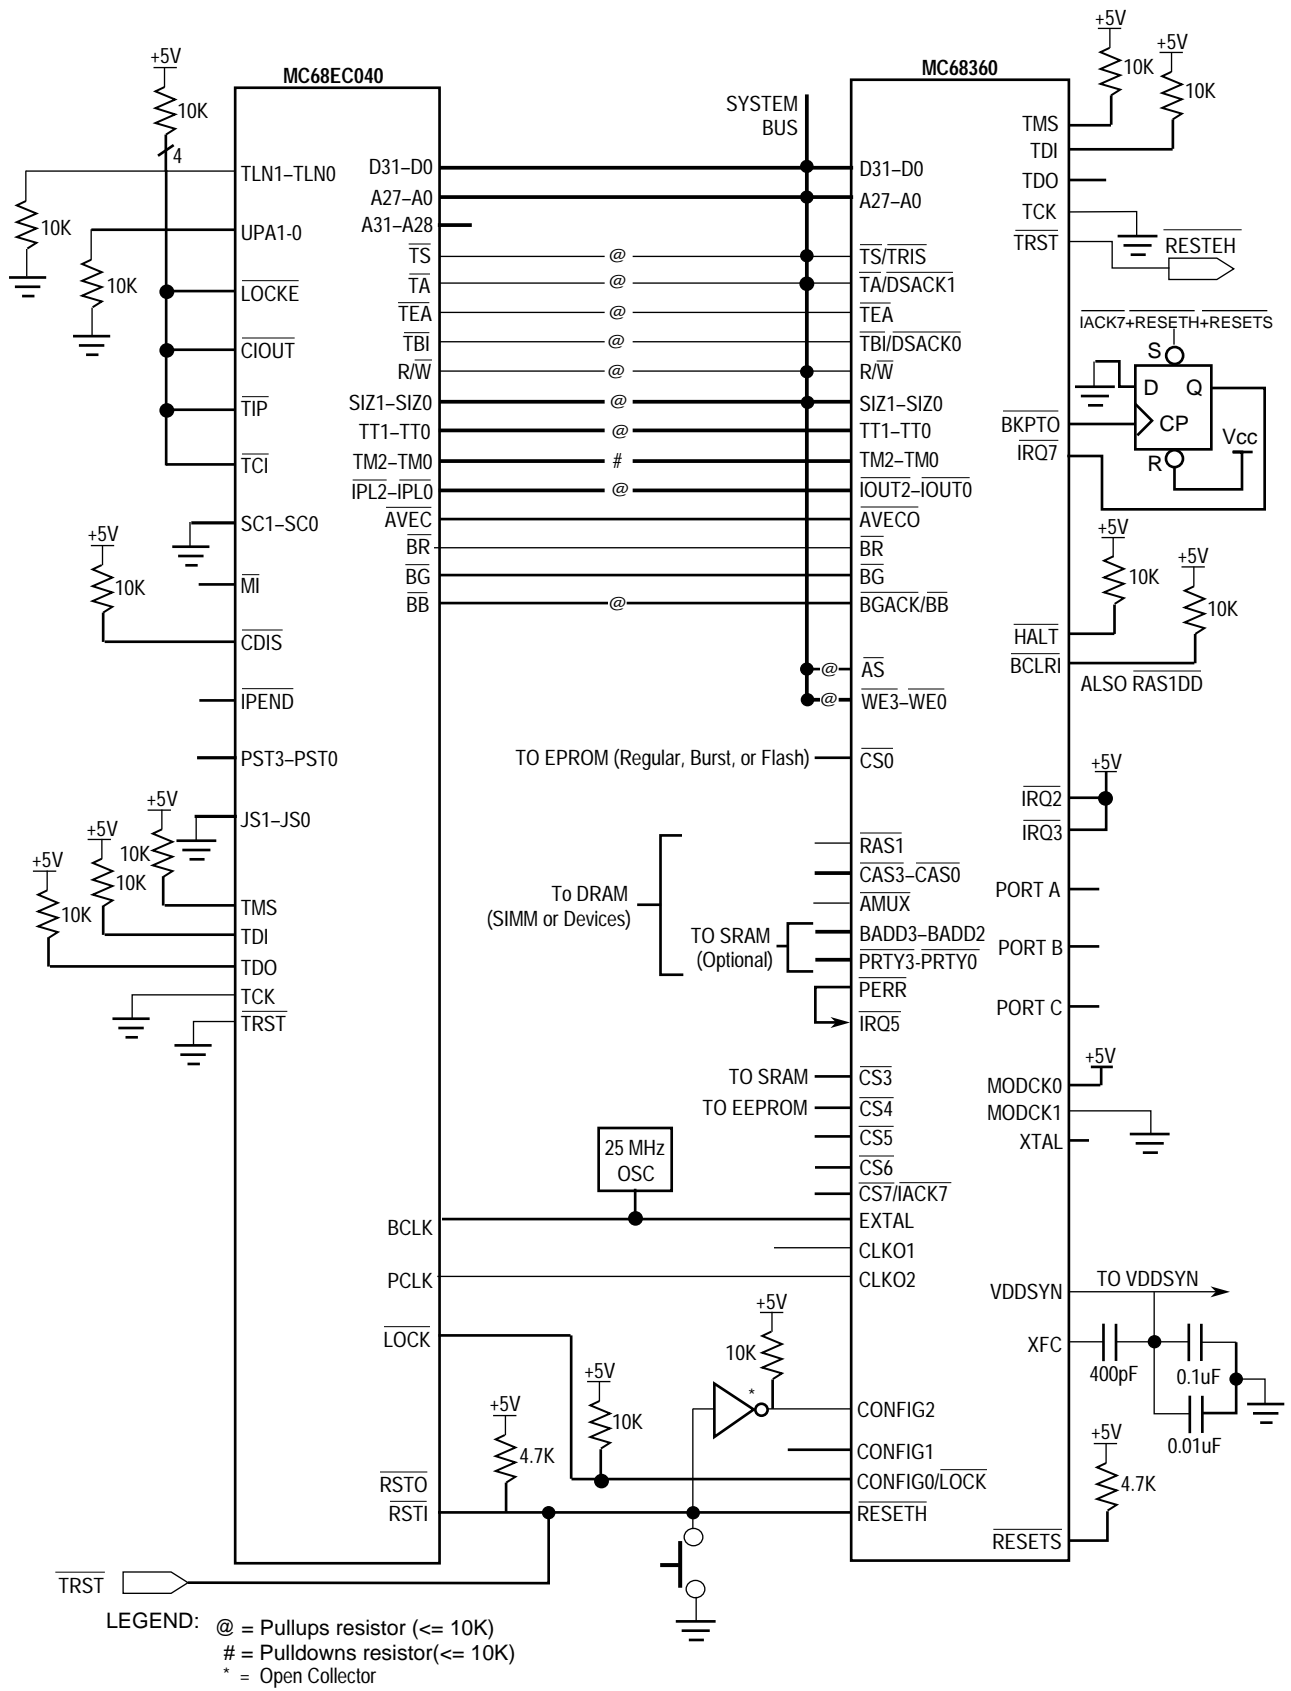 +5V
10K
4
MC68EC040
TLN1–TLN0
10K
UPA1-0
10K
LOCKE
CIOUT
TIP
TCI
SC1–SC0
+5V
10K
MI
CDIS
IPEND
PST3–PST0
+5V
JS1–JS0
+5V
10K
+5V
10K
10K
TMS
TDI
TDO
TCK
TRST
D31–D0
A27–A0
A31–A28
TS
TA
TEA
TBI
R/W
SIZ1–SIZ0
TT1–TT0
TM2–TM0
IPL2–IPL0
AVEC
BR
BG
BB
BCLK
PCLK
LOCK
RSTO
RSTI
SYSTEM
BUS
@
@
@
@
@
@
@
#
@
@
@
@
TO EPROM (Regular, Burst, or Flash)
To DRAM
(SIMM or Devices)
TO SRAM
(Optional)
TO SRAM
TO EEPROM
25 MHz
OSC
+5V
10K
*
+5V
10K
+5V
4.7K
MC68360
D31–D0
A27–A0
TS/TRIS
TA/DSACK1
TEA
TBI/DSACK0
R/W
SIZ1–SIZ0
TT1–TT0
TM2–TM0
IOUT2–IOUT0
AVECO
BR
BG
BGACK/BB
AS
WE3–WE0
CS0
RAS1
CAS3–CAS0
AMUX
BADD3–BADD2
PRTY3-PRTY0
PERR
IRQ5
CS3
CS4
CS5
CS6
CS7/IACK7
EXTAL
CLKO1
CLKO2
CONFIG2
CONFIG1
CONFIG0/LOCK
RESETH
TMS
TDI
TDO
TCK
TRST
BKPTO
IRQ7
HALT
BCLRI
IRQ2
IRQ3
PORT A
PORT B
PORT C
MODCK0
MODCK1
XTAL
VDDSYN
XFC
RESETS
+5V
10K
+5V
10K
RESTEH
IACK7+RESETH+RESETS
S
D Q
CP
R
Vcc
+5V
10K
+5V
10K
ALSO RAS1DD
+5V
+5V
TO VDDSYN
400pF
0.1uF
0.01uF
+5V
4.7K
TRST
LEGEND: @ = Pullups resistor (<= 10K)
# = Pulldowns resistor(<= 10K)
* = Open Collector